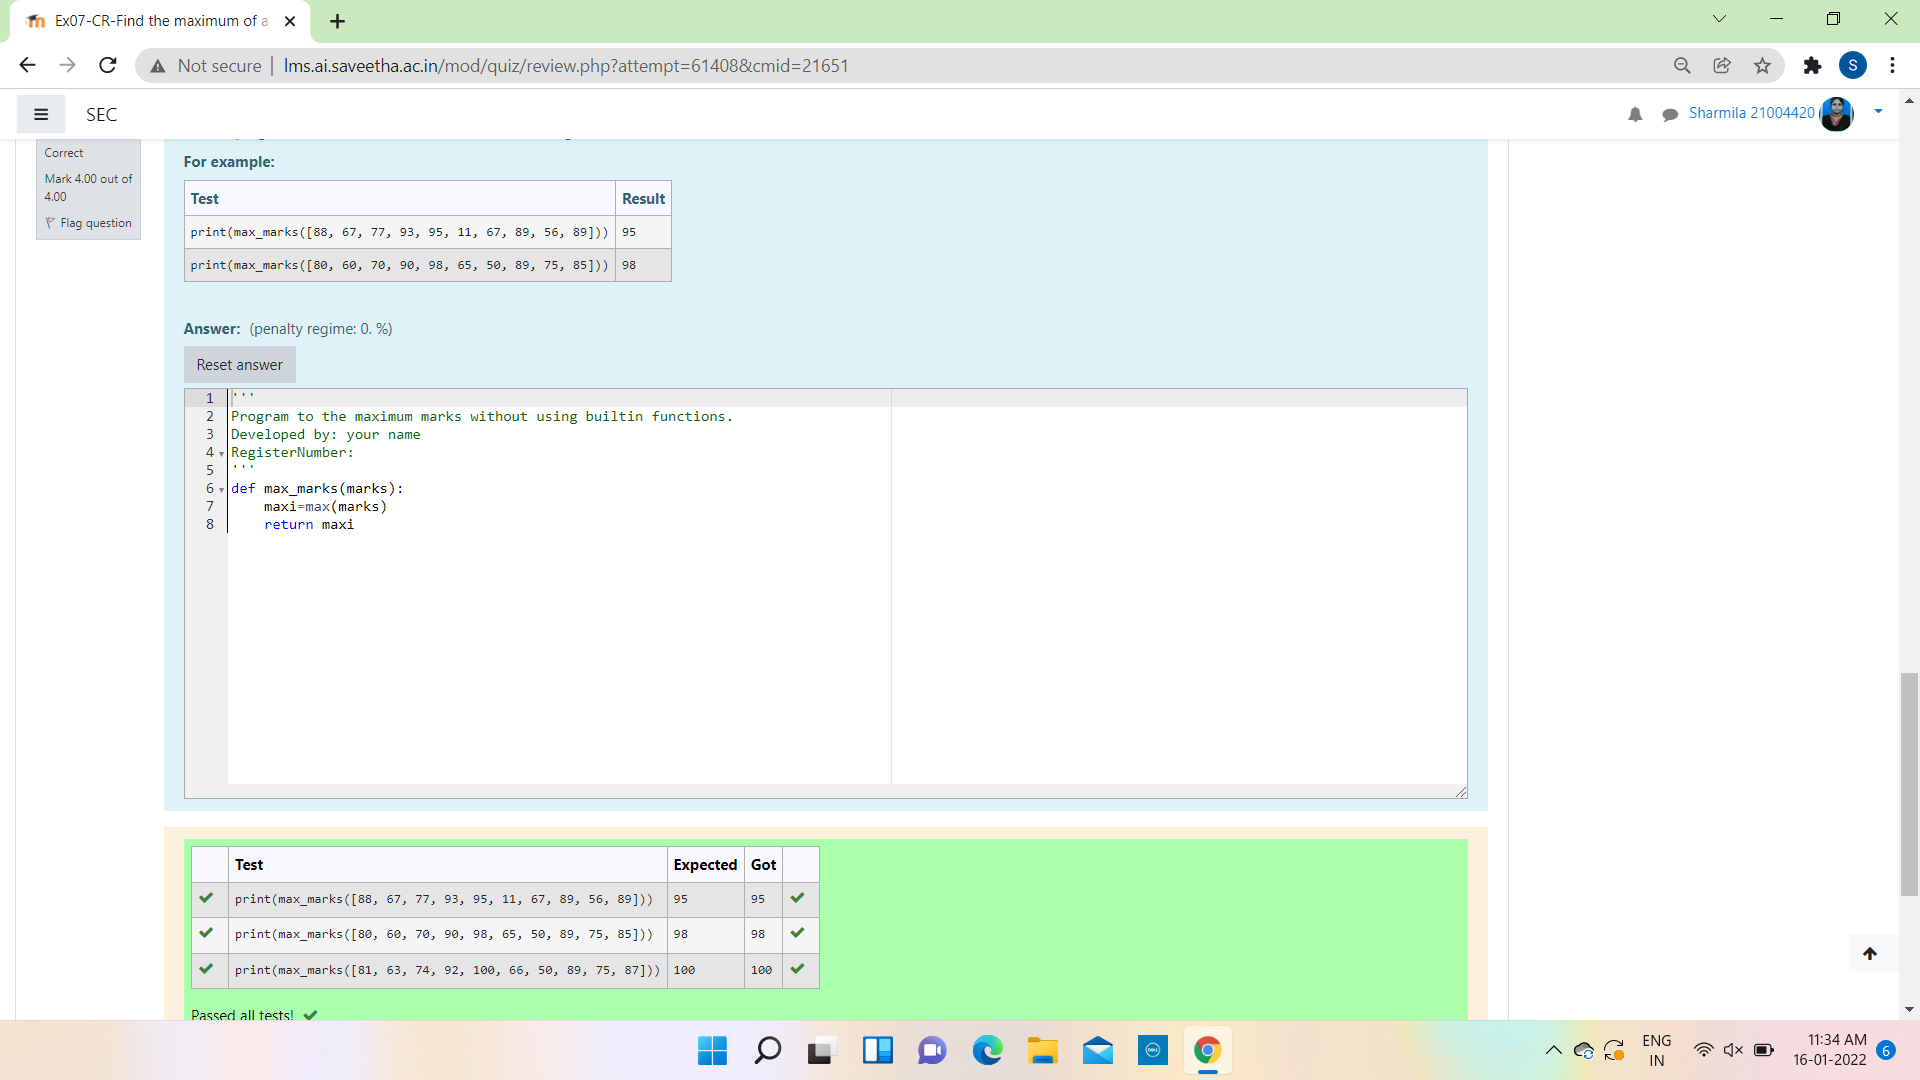 Ex07-CR-Find the maximum of a
Not secure
lms.ai.saveetha.ac.in/mod/quiz/review.php?attempt=61408&cmid=21651
S
SEC
Sharmila 21004420
Correct
Mark 4.00 out of
4.00
Flag question
For example:
Test Result
print(max_marks([88, 67, 77, 93, 95, 11, 67, 89, 56, 89])) 95
print(max_marks([80, 60, 70, 90, 98, 65, 50, 89, 75, 85])) 98
Answer: (penalty regime: 0. %)
Reset answer
1 '''
2 Program to the maximum marks without using builtin functions.
3 Developed by: your name
4 RegisterNumber:
5 '''
6 def max_marks(marks):
7 maxi=max(marks)
8 return maxi
Test Expected Got
print(max_marks([88, 67, 77, 93, 95, 11, 67, 89, 56, 89])) 95 95
print(max_marks([80, 60, 70, 90, 98, 65, 50, 89, 75, 85])) 98 98
print(max_marks([81, 63, 74, 92, 100, 66, 50, 89, 75, 87])) 100 100
Passed all tests!
DELL
ENG
IN
11:34 AM
16-01-2022
6